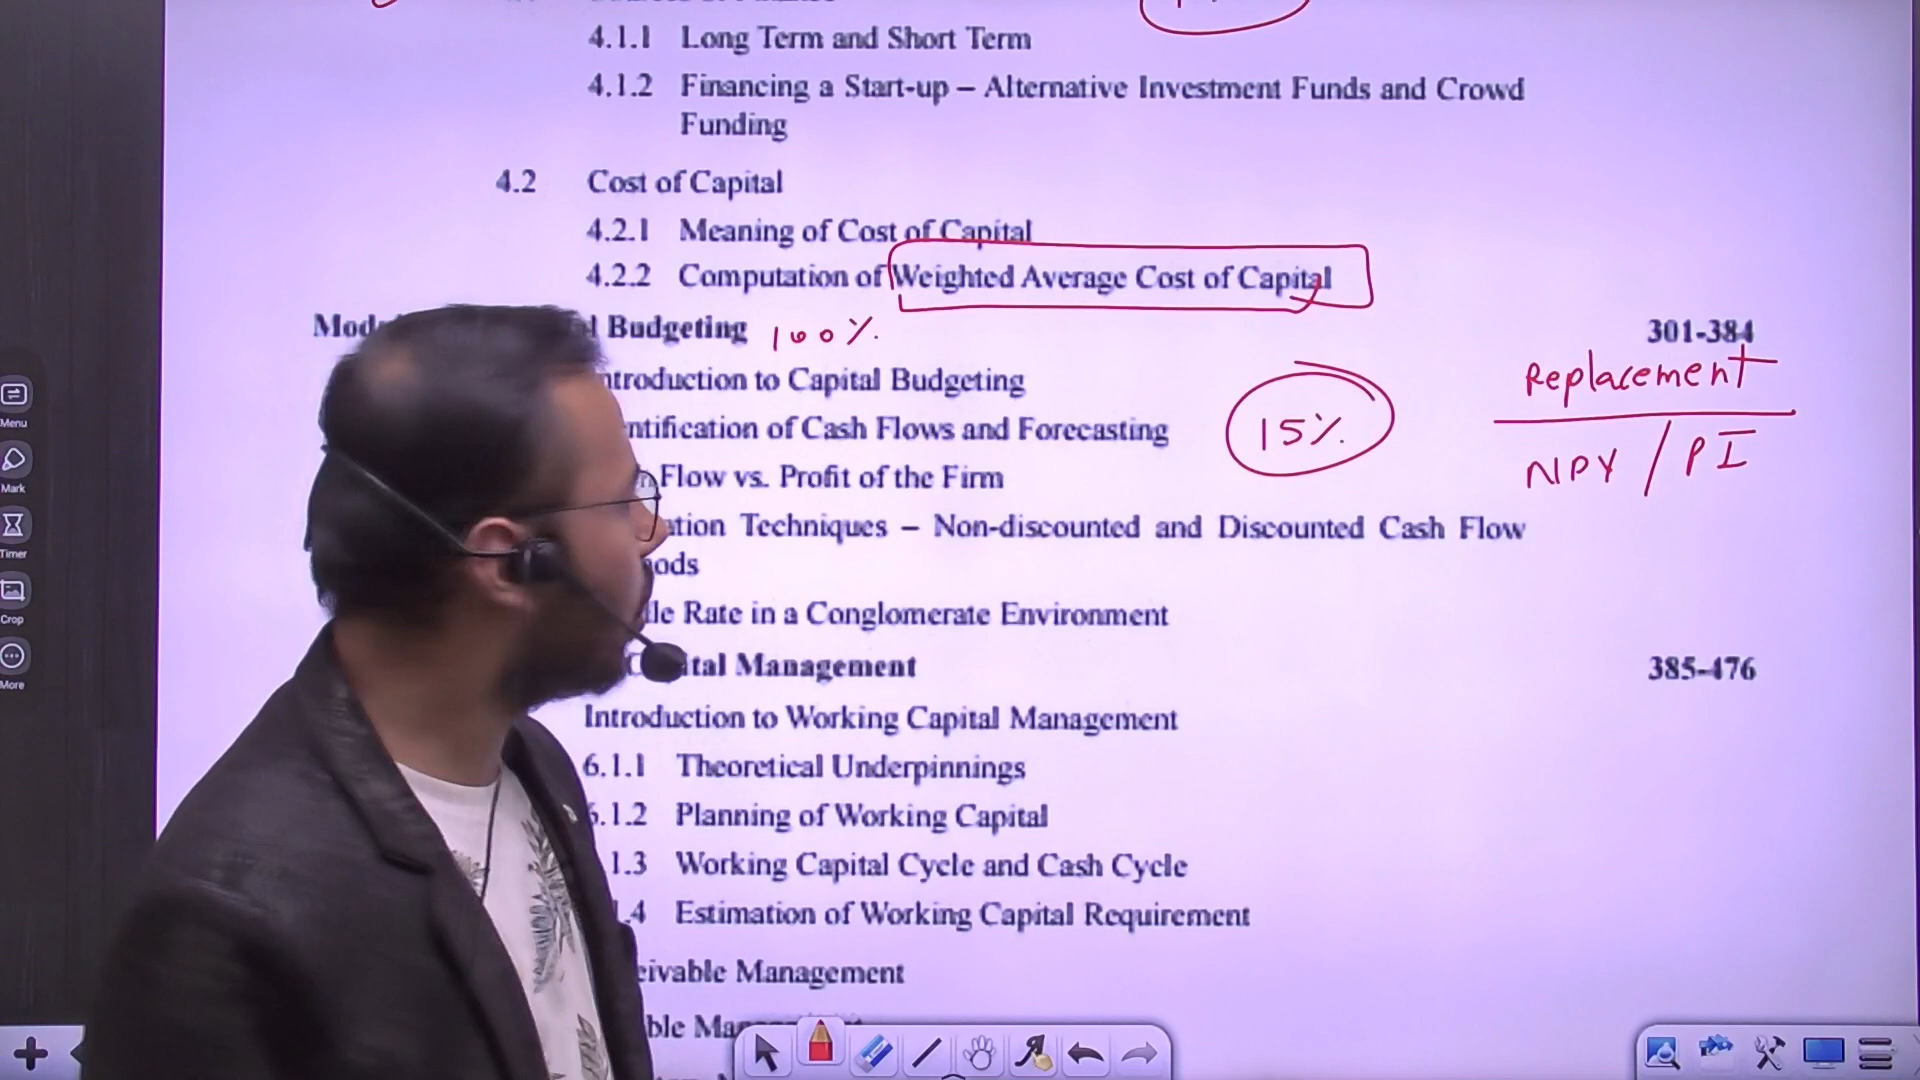 4.1.1 Long Term and Short Term
4.1.2 Financing a Start-up – Alternative Investment Funds and Crowd
Funding
4.2 Cost of Capital
4.2.1 Meaning of Cost of Capital
4.2.2 Computation of Weighted Average Cost of Capital
Budgeting 100% 301-384
Replacement
ntroduction to Capital Budgeting
ntification of Cash Flows and Forecasting 15%
NPV / PI
Flow vs. Profit of the Firm
ation Techniques – Non-discounted and Discounted Cash Flow
ods
le Rate in a Conglomerate Environment
ital Management 385-476
Introduction to Working Capital Management
6.1.1 Theoretical Underpinnings
6.1.2 Planning of Working Capital
1.3 Working Capital Cycle and Cash Cycle
.4 Estimation of Working Capital Requirement
eivable Management
ble
Menu
Mark
Timer
Crop
More